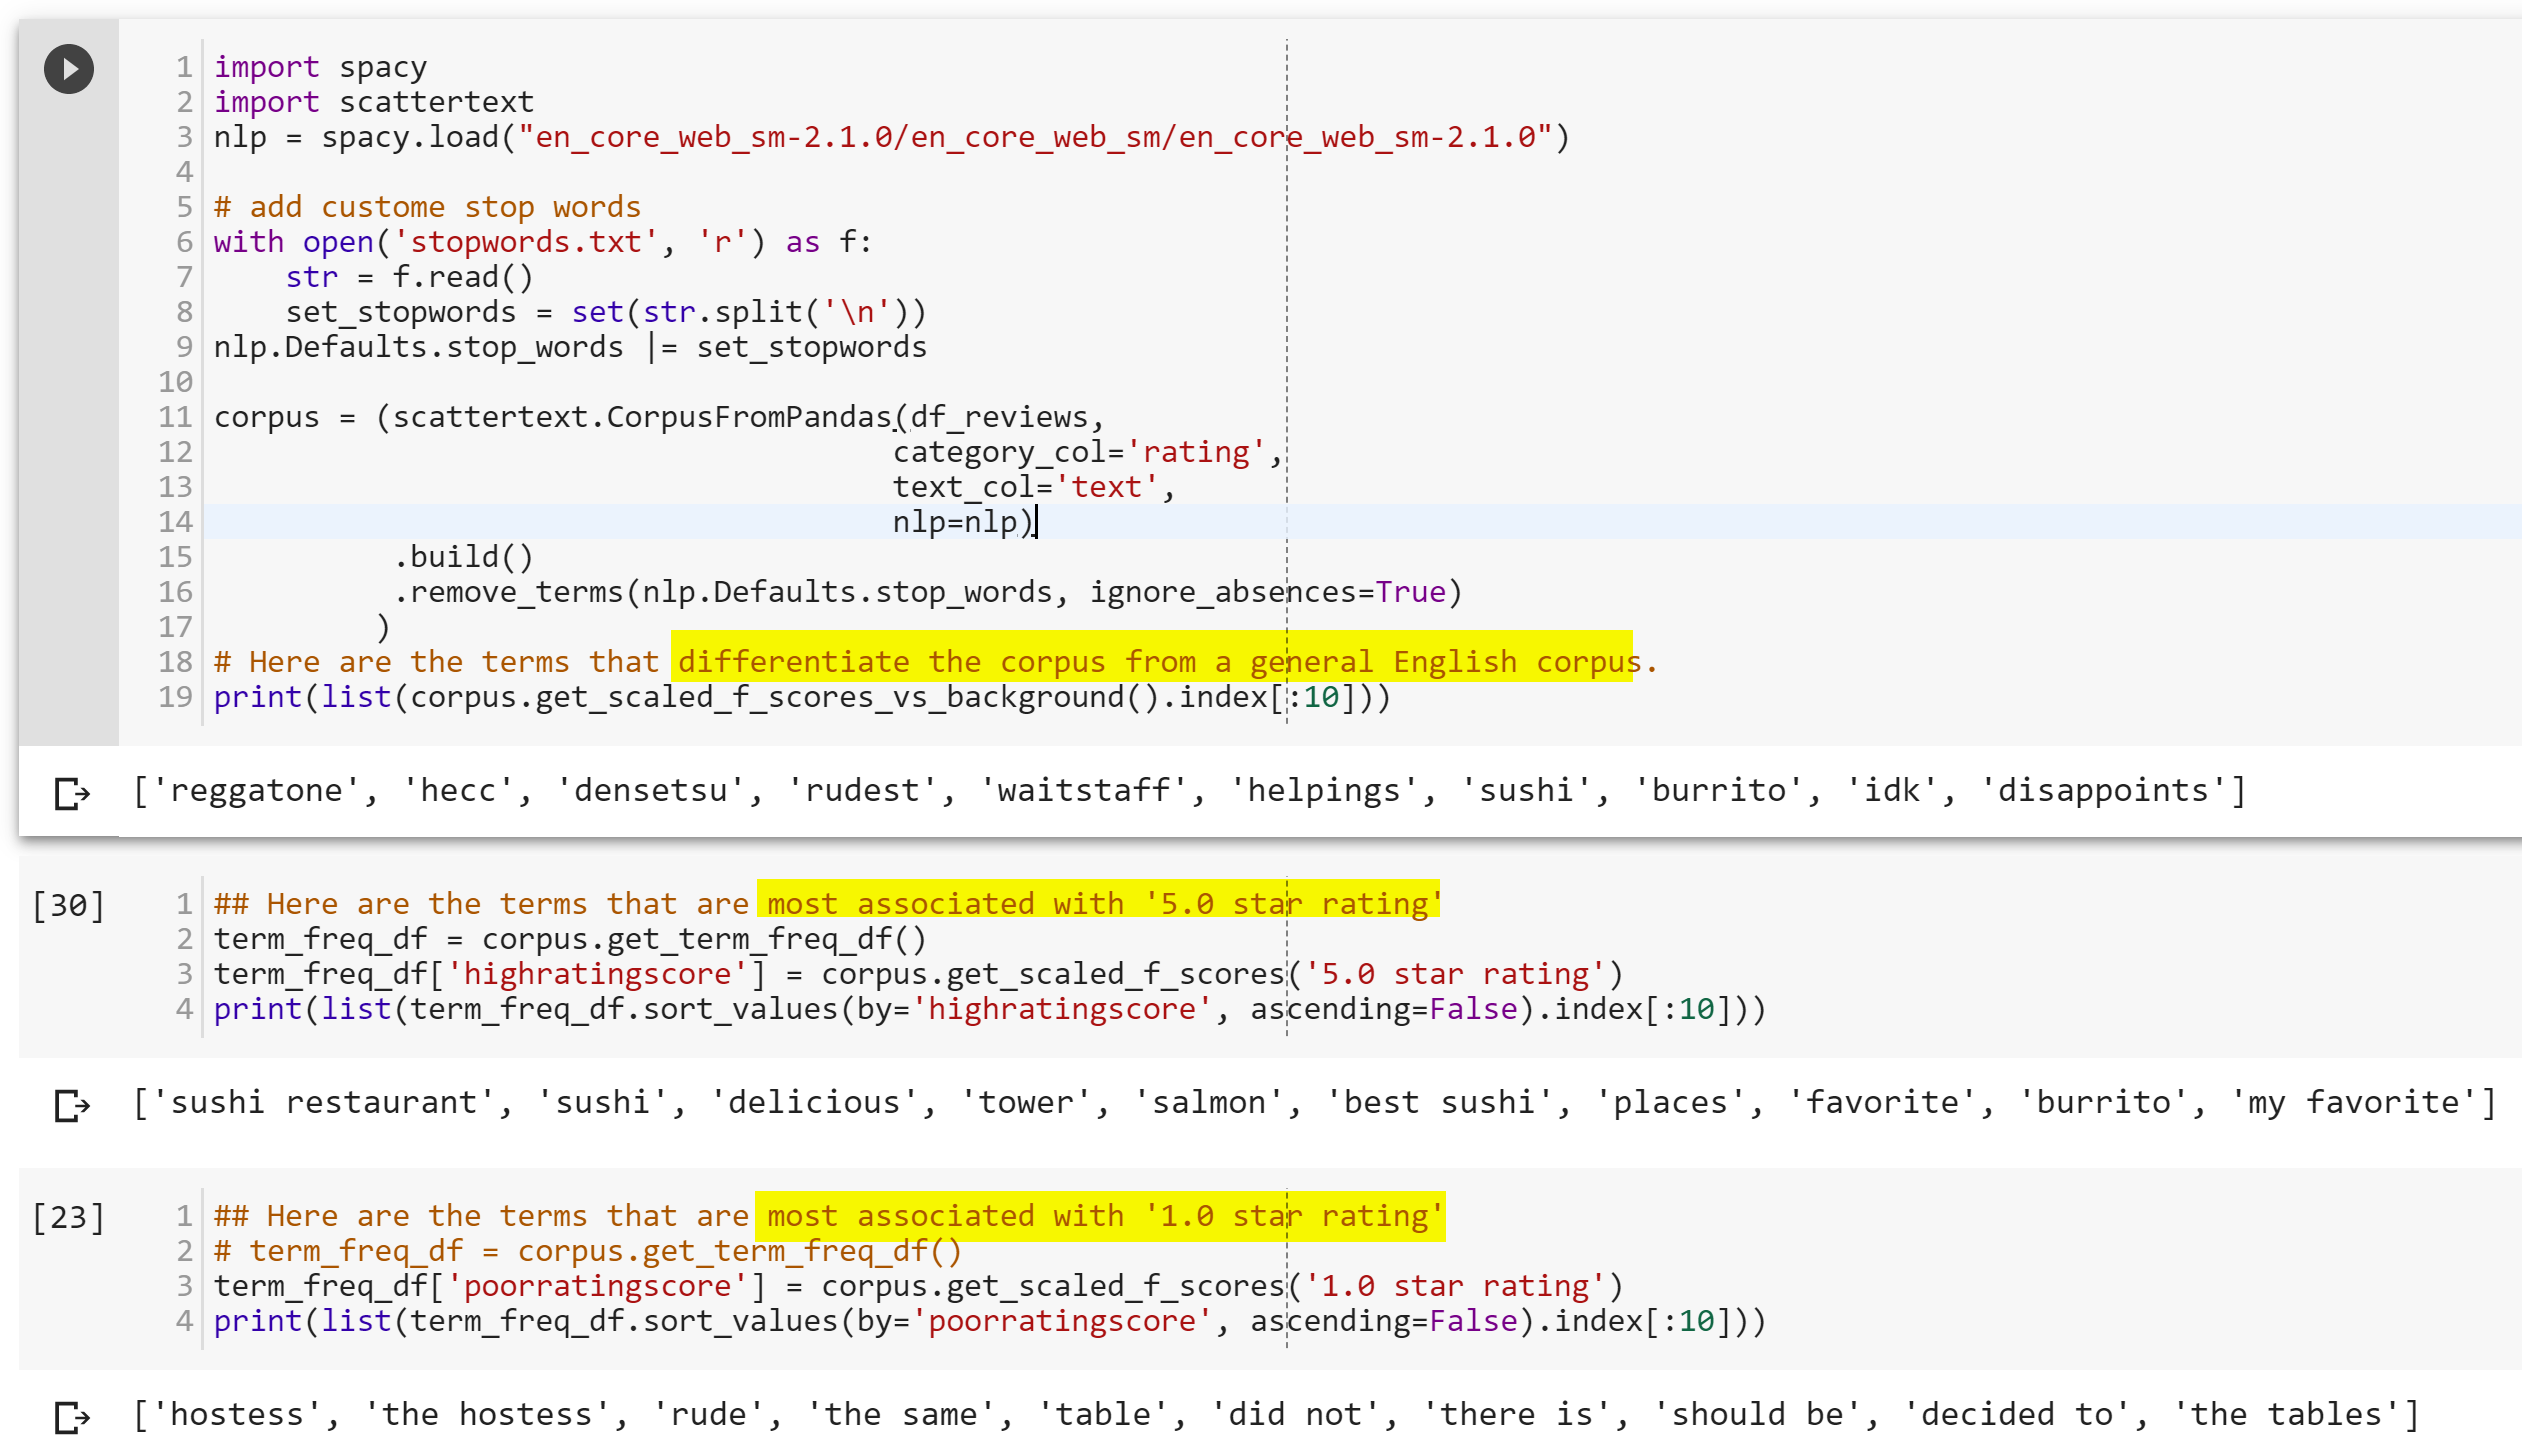 1 import spacy
2 import scattertext
3 nlp = spacy.load("en_core_web_sm-2.1.0/en_core_web_sm/en_core_web_sm-2.1.0")
4
5 # add custome stop words
6 with open('stopwords.txt', 'r') as f:
7     str = f.read()
8     set_stopwords = set(str.split('\n'))
9 nlp.Defaults.stop_words |= set_stopwords
10
11 corpus = (scattertext.CorpusFromPandas(df_reviews,
12                                       category_col='rating',
13                                       text_col='text',
14                                       nlp=nlp)
15           .build()
16           .remove_terms(nlp.Defaults.stop_words, ignore_absences=True)
17          )
18 # Here are the terms that differentiate the corpus from a general English corpus.
19 print(list(corpus.get_scaled_f_scores_vs_background().index[:10]))
['reggatone', 'hecc', 'densetsu', 'rudest', 'waitstaff', 'helpings', 'sushi', 'burrito', 'idk', 'disappoints']
[30] 1 ## Here are the terms that are most associated with '5.0 star rating'
2 term_freq_df = corpus.get_term_freq_df()
3 term_freq_df['highratingscore'] = corpus.get_scaled_f_scores('5.0 star rating')
4 print(list(term_freq_df.sort_values(by='highratingscore', ascending=False).index[:10]))
['sushi restaurant', 'sushi', 'delicious', 'tower', 'salmon', 'best sushi', 'places', 'favorite', 'burrito', 'my favorite']
[23] 1 ## Here are the terms that are most associated with '1.0 star rating'
2 # term_freq_df = corpus.get_term_freq_df()
3 term_freq_df['poorratingscore'] = corpus.get_scaled_f_scores('1.0 star rating')
4 print(list(term_freq_df.sort_values(by='poorratingscore', ascending=False).index[:10]))
['hostess', 'the hostess', 'rude', 'the same', 'table', 'did not', 'there is', 'should be', 'decided to', 'the tables']